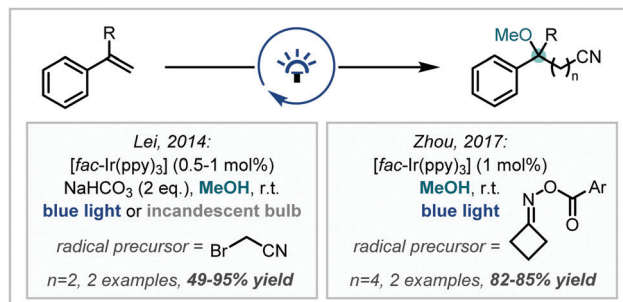 R
MeO R
CN
n
Lei, 2014:
[fac-Ir(ppy)₃] (0.5-1 mol%)
NaHCO₃ (2 eq.), MeOH, r.t.
blue light or incandescent bulb
radical precursor = Br CN
n=2, 2 examples, 49-95% yield
Zhou, 2017:
[fac-Ir(ppy)₃] (1 mol%)
MeOH, r.t.
blue light
N O Ar
O
radical precursor =
n=4, 2 examples, 82-85% yield